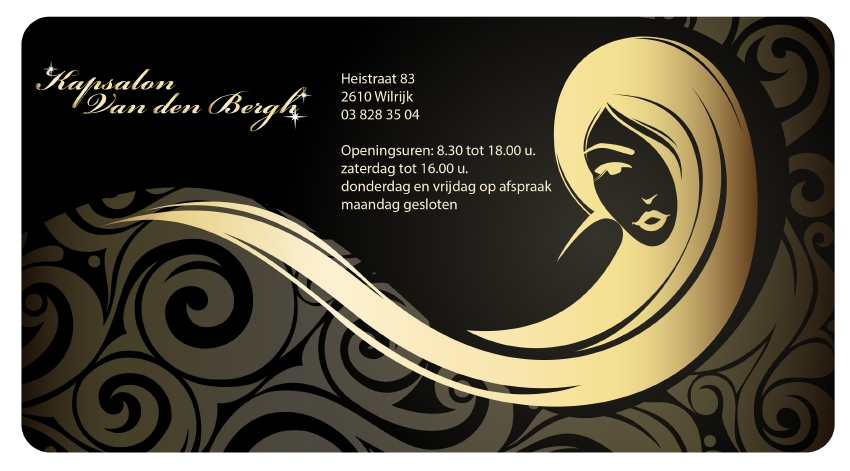 Kapsalon
Van den Bergh
Heistraat 83
2610 Wilrijk
03 828 35 04
Openingsuren: 8.30 tot 18.00 u.
zaterdag tot 16.00 u.
donderdag en vrijdag op afspraak
maandag gesloten